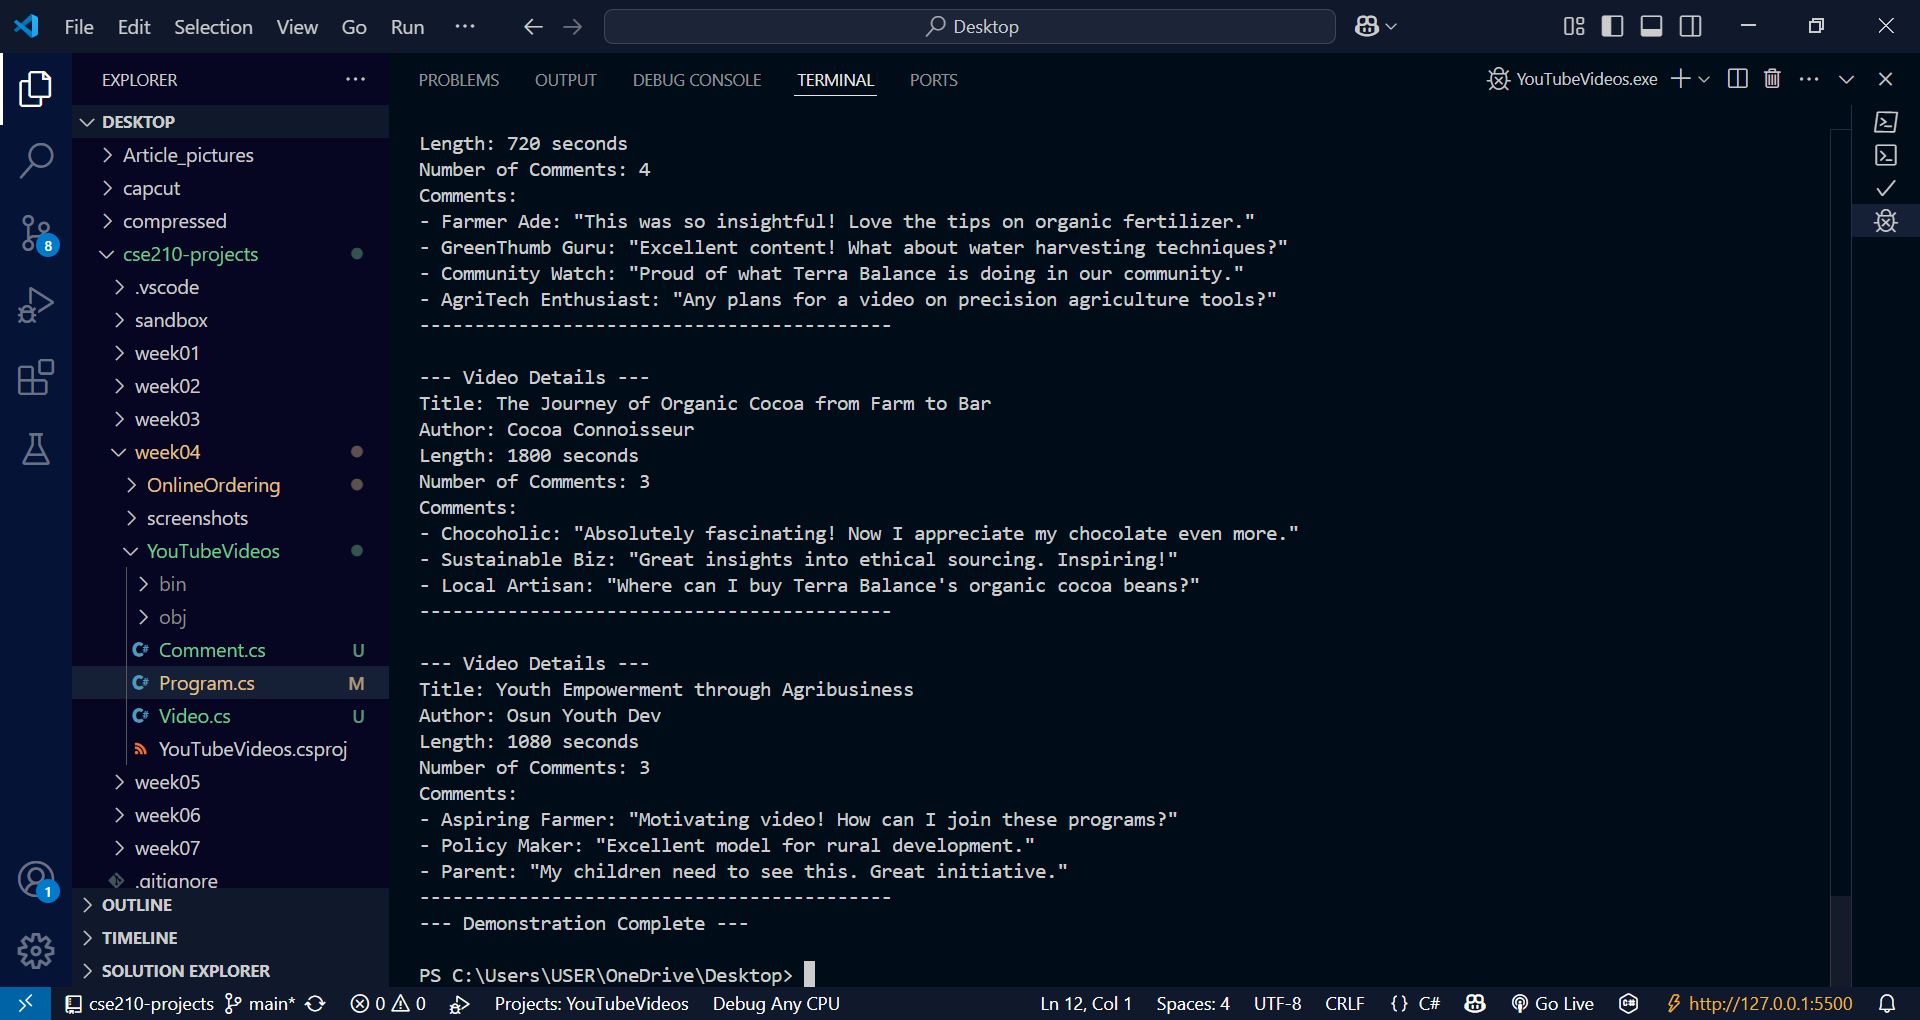 File Edit Selection View Go Run ··· Desktop
EXPLORER ···
DESKTOP
Article_pictures
capcut
compressed
cse210-projects
.vscode
sandbox
week01
week02
week03
week04
OnlineOrdering
screenshots
YouTubeVideos
bin
obj
C# Comment.cs U
C# Program.cs M
C# Video.cs U
YouTubeVideos.csproj
week05
week06
week07
.gitignore
OUTLINE
TIMELINE
SOLUTION EXPLORER
8
1
PROBLEMS OUTPUT DEBUG CONSOLE TERMINAL PORTS YouTubeVideos.exe ···
Length: 720 seconds
Number of Comments: 4
Comments:
- Farmer Ade: "This was so insightful! Love the tips on organic fertilizer."
- GreenThumb Guru: "Excellent content! What about water harvesting techniques?"
- Community Watch: "Proud of what Terra Balance is doing in our community."
- AgriTech Enthusiast: "Any plans for a video on precision agriculture tools?"
-------------------------------------------
--- Video Details ---
Title: The Journey of Organic Cocoa from Farm to Bar
Author: Cocoa Connoisseur
Length: 1800 seconds
Number of Comments: 3
Comments:
- Chocoholic: "Absolutely fascinating! Now I appreciate my chocolate even more."
- Sustainable Biz: "Great insights into ethical sourcing. Inspiring!"
- Local Artisan: "Where can I buy Terra Balance's organic cocoa beans?"
-------------------------------------------
--- Video Details ---
Title: Youth Empowerment through Agribusiness
Author: Osun Youth Dev
Length: 1080 seconds
Number of Comments: 3
Comments:
- Aspiring Farmer: "Motivating video! How can I join these programs?"
- Policy Maker: "Excellent model for rural development."
- Parent: "My children need to see this. Great initiative."
-------------------------------------------
--- Demonstration Complete ---
PS C:\Users\USER\OneDrive\Desktop>
cse210-projects main* 0 0 Projects: YouTubeVideos Debug Any CPU Ln 12, Col 1 Spaces: 4 UTF-8 CRLF {} C# Go Live http://127.0.0.1:5500